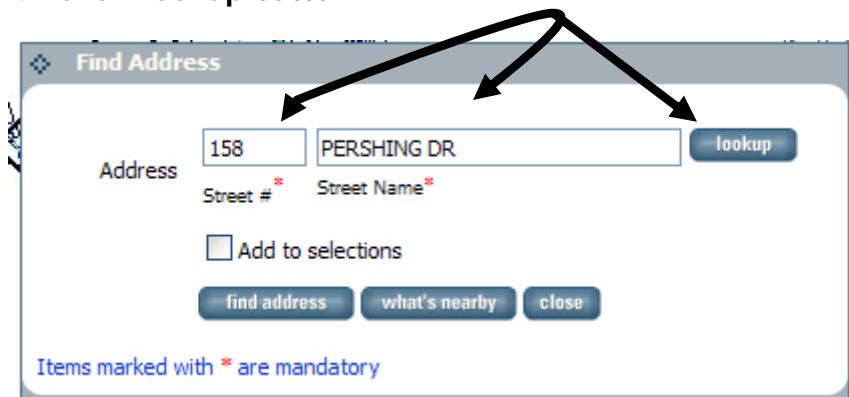 Find Address
Address 158 PERSHING DR lookup
Street #* Street Name*
Add to selections
find address what's nearby close
Items marked with * are mandatory